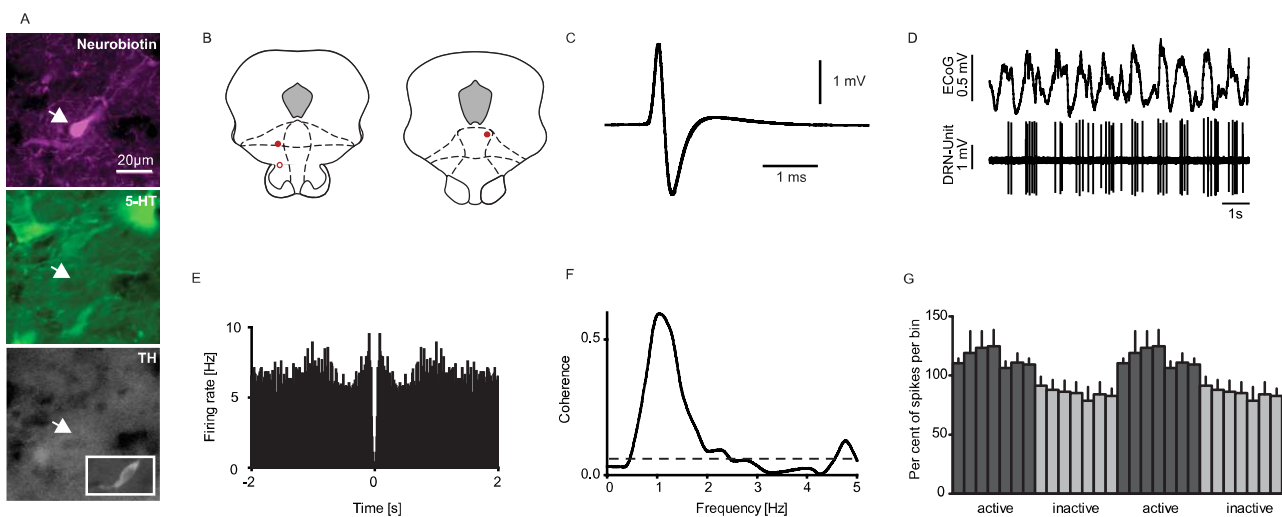 A
Neurobiotin
20µm
5-HT
TH
B
C
1 mV
1 ms
D
ECoG
0.5 mV
DRN-Unit
1 mV
1s
E
Firing rate [Hz]
10
5
0
-2
0
2
Time [s]
F
Coherence
0.5
0.0
0
1
2
3
4
5
Frequency [Hz]
G
Per cent of spikes per bin
150
100
50
0
active
inactive
active
inactive